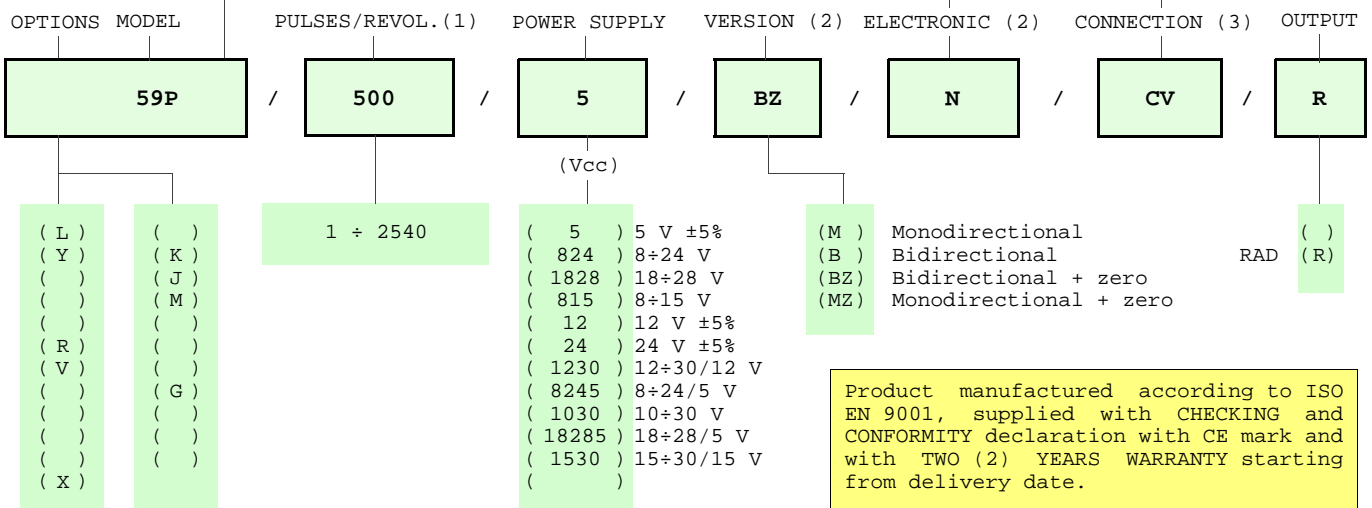 OPTIONS MODEL PULSES/REVOL.(1) POWER SUPPLY VERSION (2) ELECTRONIC (2) CONNECTION (3) OUTPUT
59P / 500 / 5 / BZ / N / CV / R
(Vcc)
( L ) ( ) 1 ÷ 2540 ( 5 ) 5 V ±5% (M ) Monodirectional ( )
( Y ) ( K ) ( 824 ) 8÷24 V (B ) Bidirectional RAD (R)
( ) ( J ) ( 1828 ) 18÷28 V (BZ) Bidirectional + zero
( ) ( M ) ( 815 ) 8÷15 V (MZ) Monodirectional + zero
( ) ( ) ( 12 ) 12 V ±5%
( R ) ( ) ( 24 ) 24 V ±5%
( V ) ( ) ( 1230 ) 12÷30/12 V
( ) ( G ) ( 8245 ) 8÷24/5 V
( ) ( ) ( 1030 ) 10÷30 V
( ) ( ) ( 18285 ) 18÷28/5 V
( ) ( ) ( 1530 ) 15÷30/15 V
( X ) ( )
Product manufactured according to ISO
EN 9001, supplied with CHECKING and
CONFORMITY declaration with CE mark and
with TWO (2) YEARS WARRANTY starting
from delivery date.